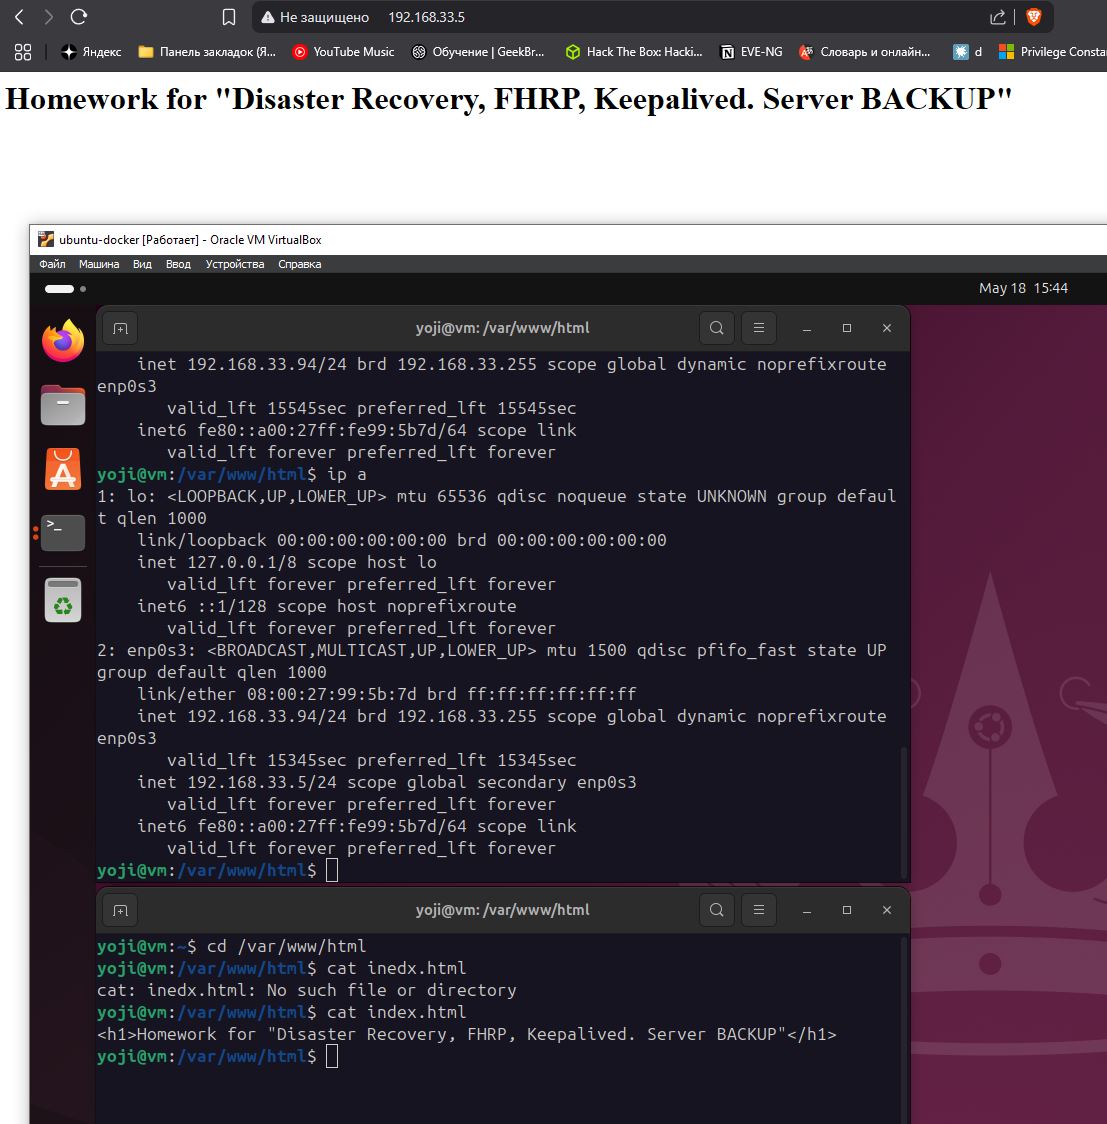 Не защищено 192.168.33.5
Яндекс Панель закладок (Я... YouTube Music Обучение | GeekBr... Hack The Box: Hacki... EVE-NG Словарь и онлайн... d Privilege Consta
Homework for "Disaster Recovery, FHRP, Keepalived. Server BACKUP"
ubuntu-docker [Работает] - Oracle VM VirtualBox
Файл Машина Вид Ввод Устройства Справка
May 18 15:44
yoji@vm: /var/www/html
inet 192.168.33.94/24 brd 192.168.33.255 scope global dynamic noprefixroute
enp0s3
valid_lft 15545sec preferred_lft 15545sec
inet6 fe80::a00:27ff:fe99:5b7d/64 scope link
valid_lft forever preferred_lft forever
yoji@vm:/var/www/html$ ip a
1: lo: <LOOPBACK,UP,LOWER_UP> mtu 65536 qdisc noqueue state UNKNOWN group defaul
t qlen 1000
link/loopback 00:00:00:00:00:00 brd 00:00:00:00:00:00
inet 127.0.0.1/8 scope host lo
valid_lft forever preferred_lft forever
inet6 ::1/128 scope host noprefixroute
valid_lft forever preferred_lft forever
2: enp0s3: <BROADCAST,MULTICAST,UP,LOWER_UP> mtu 1500 qdisc pfifo_fast state UP
group default qlen 1000
link/ether 08:00:27:99:5b:7d brd ff:ff:ff:ff:ff:ff
inet 192.168.33.94/24 brd 192.168.33.255 scope global dynamic noprefixroute
enp0s3
valid_lft 15345sec preferred_lft 15345sec
inet 192.168.33.5/24 scope global secondary enp0s3
valid_lft forever preferred_lft forever
inet6 fe80::a00:27ff:fe99:5b7d/64 scope link
valid_lft forever preferred_lft forever
yoji@vm:/var/www/html$
yoji@vm: /var/www/html
yoji@vm:~$ cd /var/www/html
yoji@vm:/var/www/html$ cat inedx.html
cat: inedx.html: No such file or directory
yoji@vm:/var/www/html$ cat index.html
<h1>Homework for "Disaster Recovery, FHRP, Keepalived. Server BACKUP"</h1>
yoji@vm:/var/www/html$